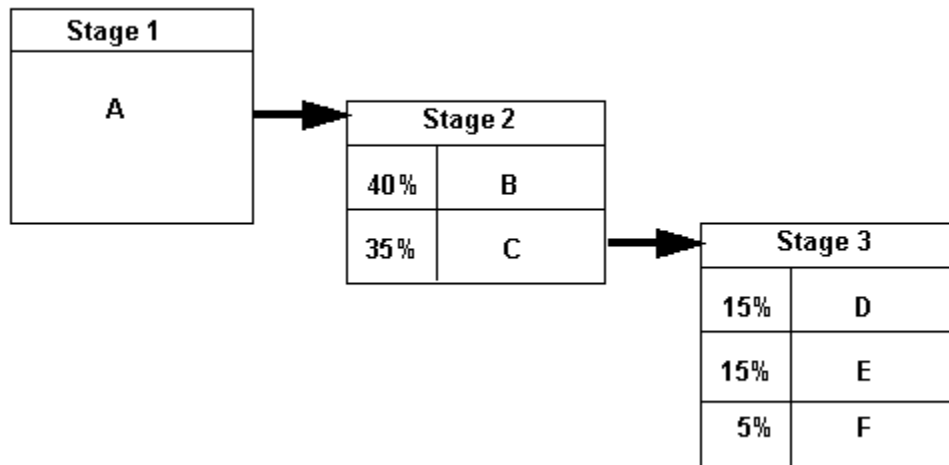 Stage 1
A
Stage 2
40% B
35% C
Stage 3
15% D
15% E
5% F